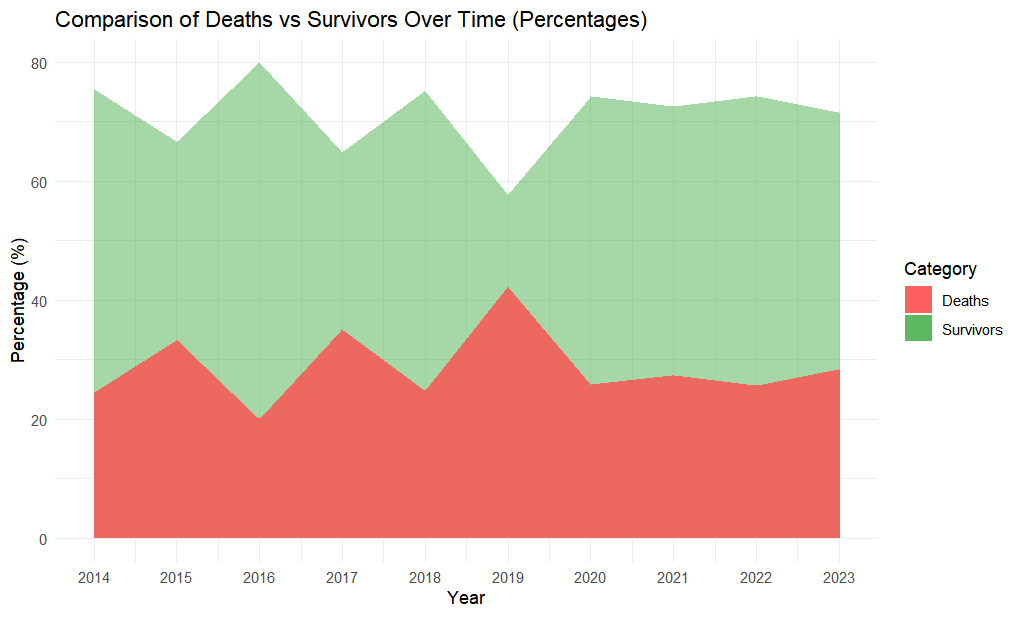 Comparison of Deaths vs Survivors Over Time (Percentages)
80
60
40
20
0
Percentage (%)
2014 2015 2016 2017 2018 2019 2020 2021 2022 2023
Year
Category
Deaths
Survivors